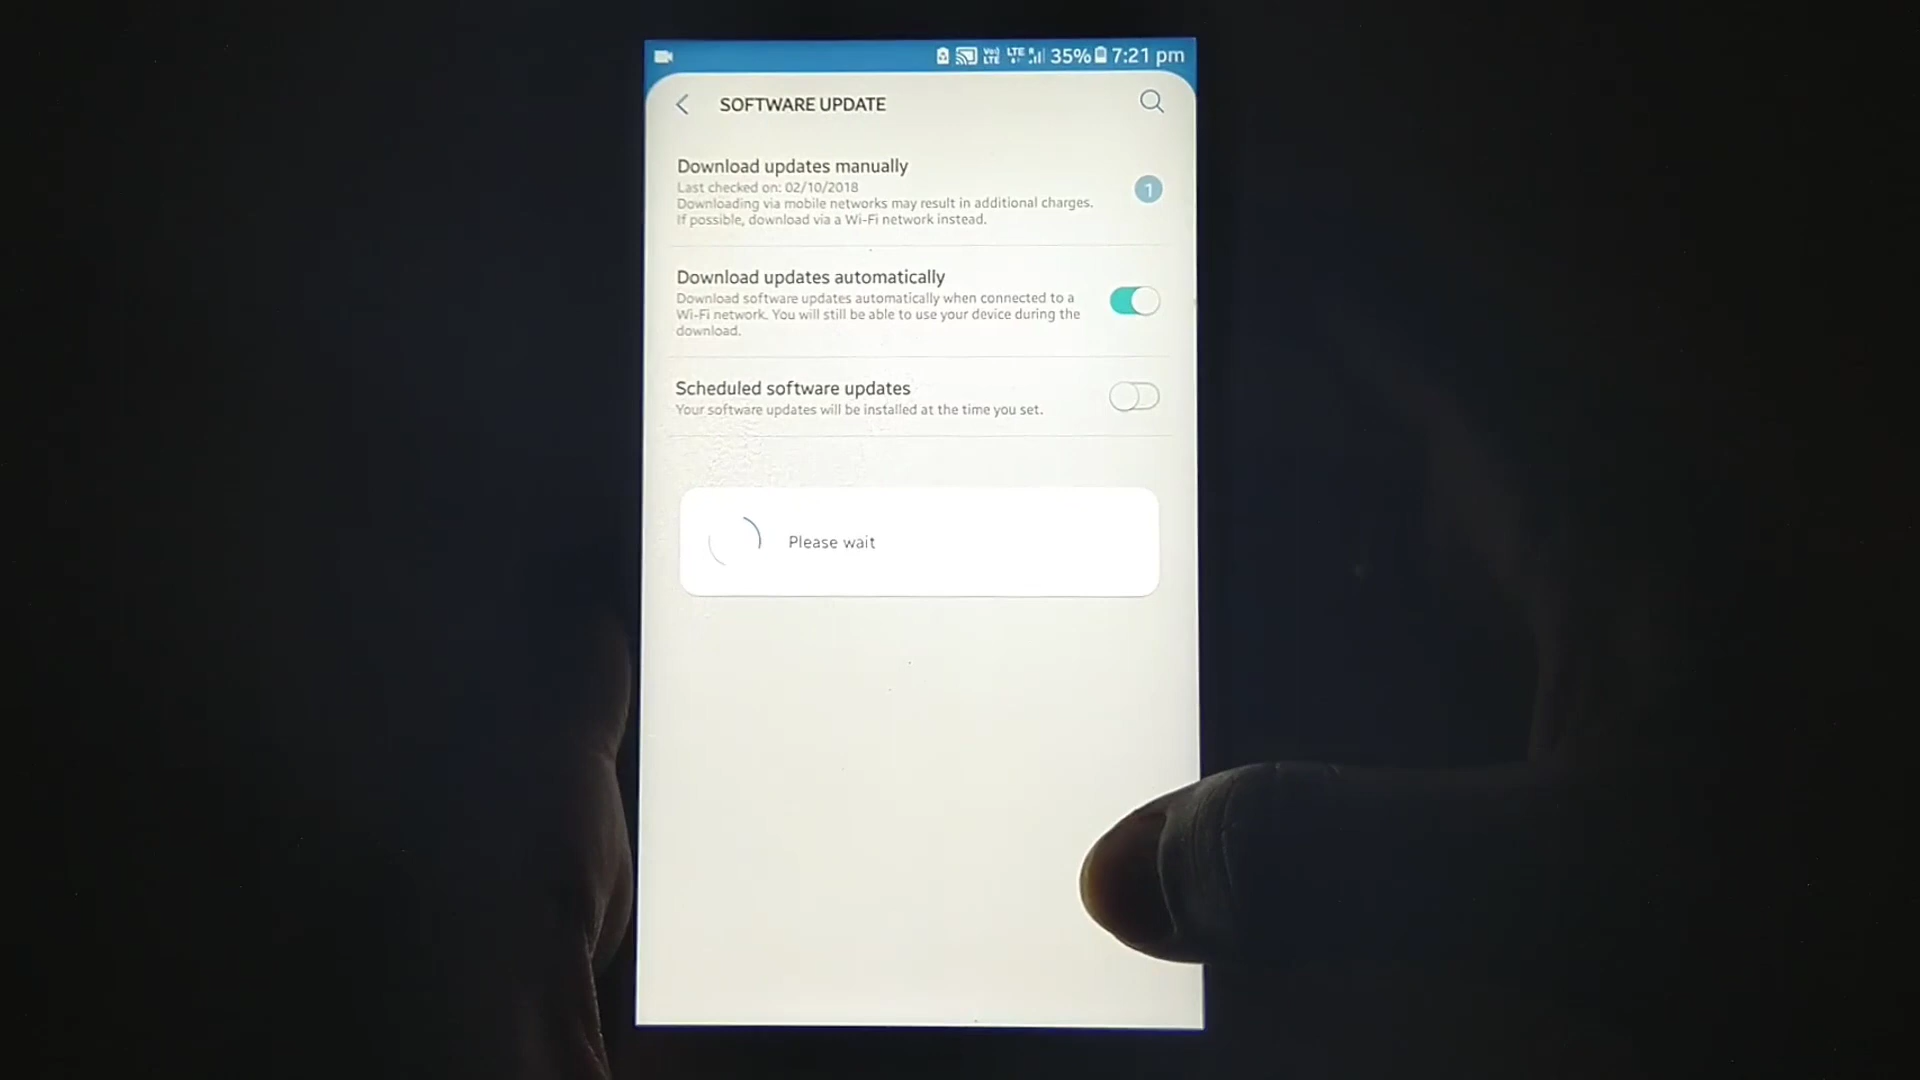 Vo) LTE LTE R 35% 7:21 pm
SOFTWARE UPDATE
Download updates manually
Last checked on: 02/10/2018
Downloading via mobile networks may result in additional charges.
If possible, download via a Wi-Fi network instead.
1
Download updates automatically
Download software updates automatically when connected to a
Wi-Fi network. You will still be able to use your device during the
download.
Scheduled software updates
Your software updates will be installed at the time you set.
Please wait